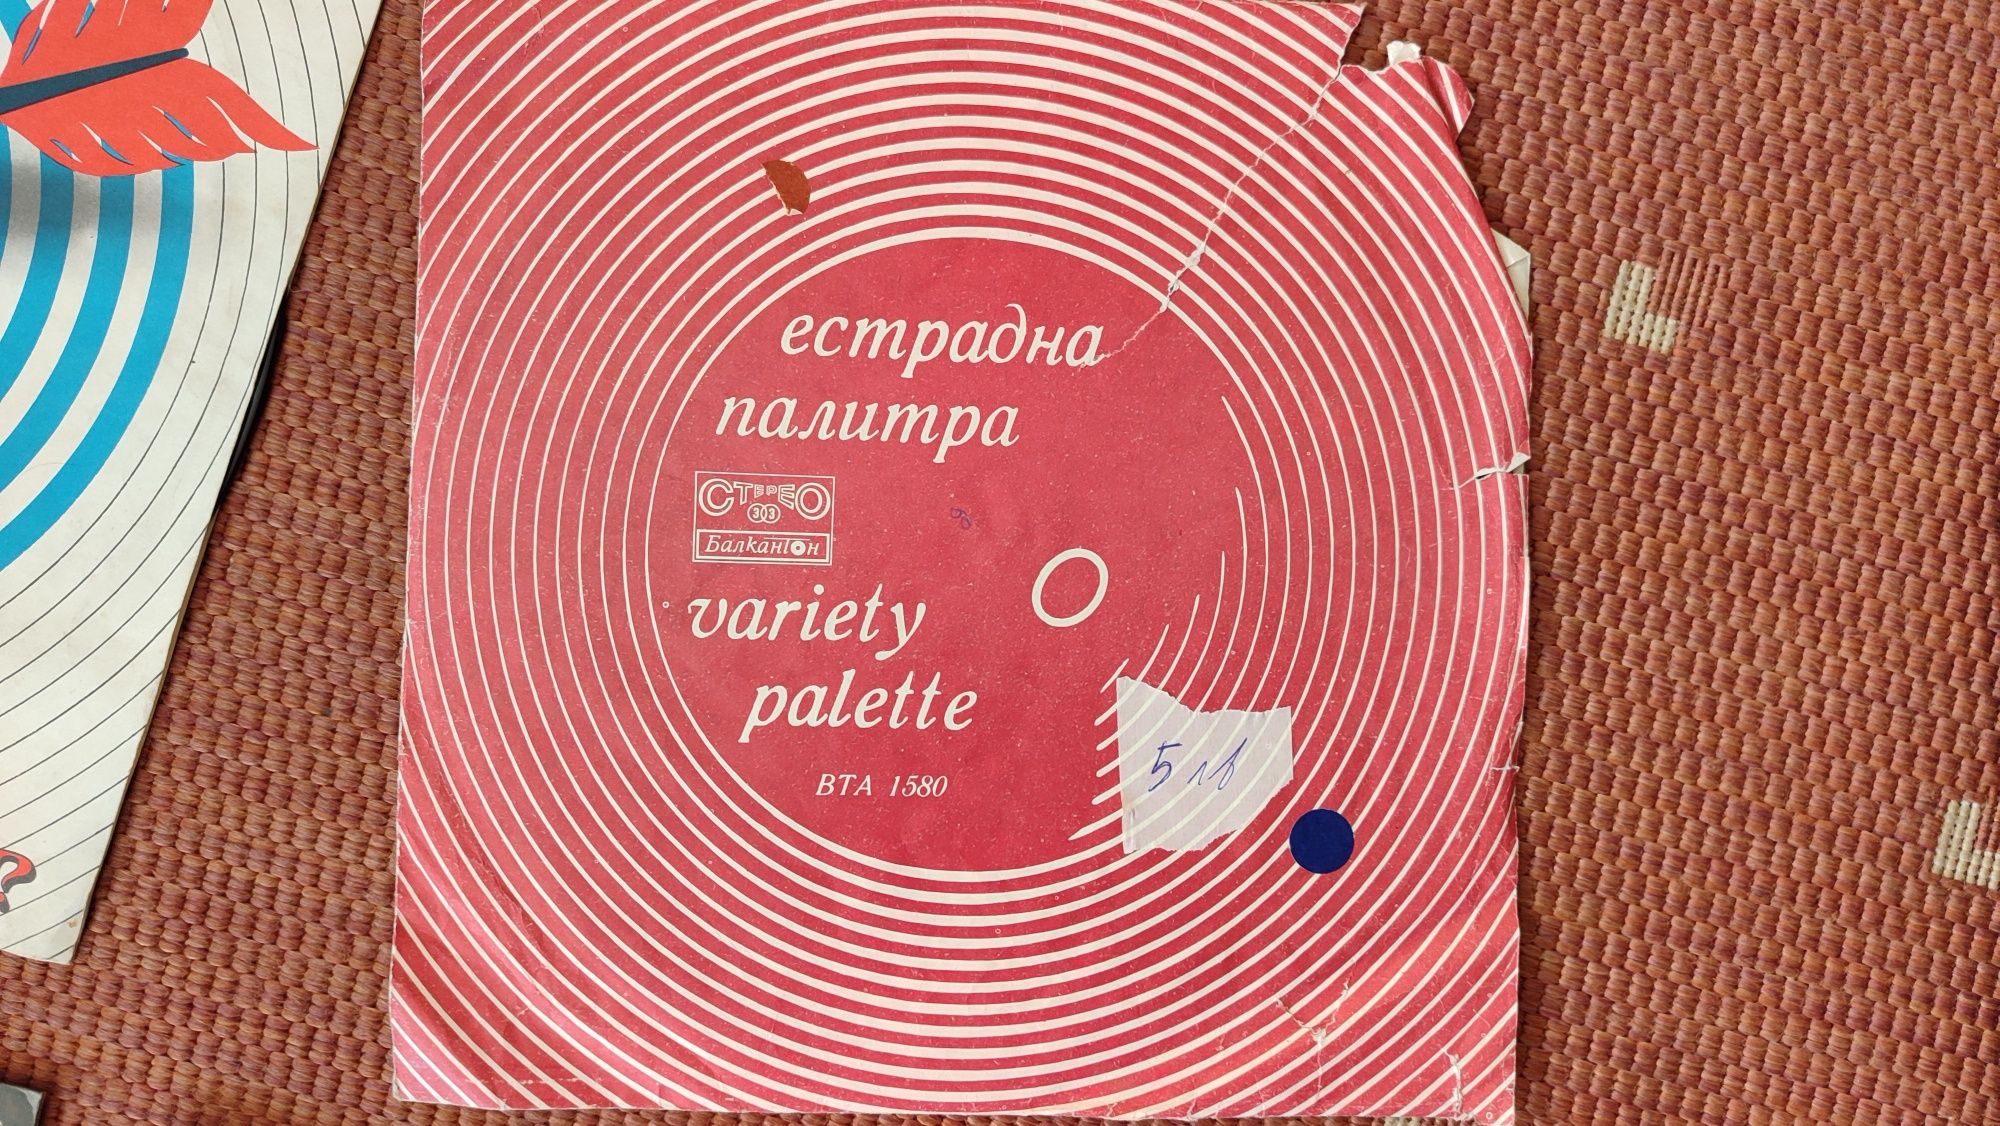 естрадна
палитра
СТЕРЕО
33
Балкантон
variety
palette
ВТА 1580
5 лв